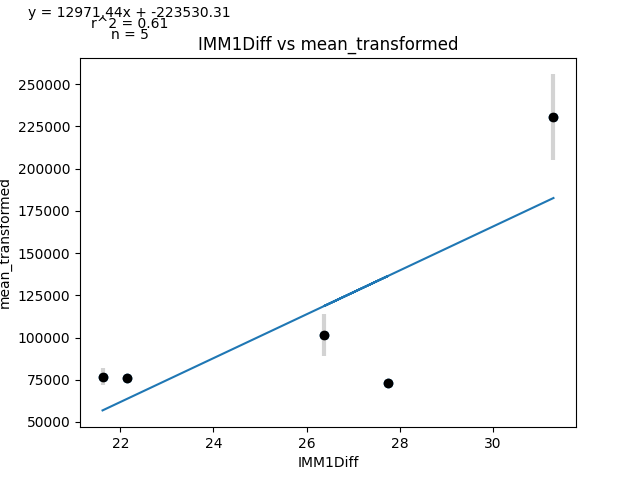 y = 12971.44x + -223530.31
r^2 = 0.61
n = 5
IMM1Diff vs mean_transformed
250000
225000
200000
175000
150000
125000
100000
75000
50000
mean_transformed
22
24
26
28
30
IMM1Diff